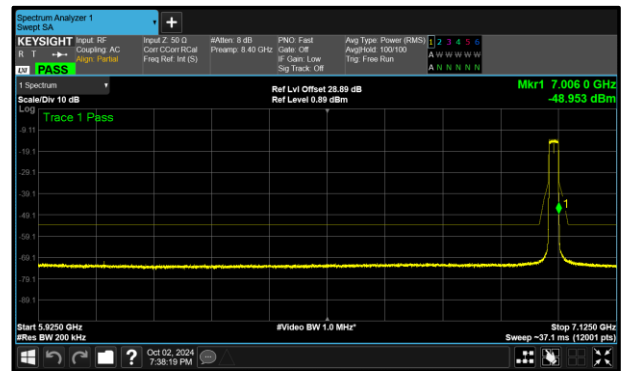 Spectrum Analyzer 1
Swept SA
+
KEYSIGHT Input: RF
R T Coupling: AC
Align: Partial
LXI PASS
Input Z: 50 Ω
Corr CCorr RCal
Freq Ref: Int (S)
#Atten: 8 dB
Preamp: 8.40 GHz
PNO: Fast
Gate: Off
IF Gain: Low
Sig Track: Off
Avg Type: Power (RMS)
Avg|Hold: 100/100
Trig: Free Run
1 2 3 4 5 6
A W W W W W
A N N N N N
1 Spectrum
Scale/Div 10 dB
Ref Lvl Offset 28.89 dB
Ref Level 0.89 dBm
Mkr1 7.006 0 GHz
-48.953 dBm
Log
Trace 1 Pass
-9.11
-19.1
-29.1
-39.1
-49.1
-59.1
-69.1
-79.1
-89.1
1
Start 5.9250 GHz
#Res BW 200 kHz
#Video BW 1.0 MHz*
Stop 7.1250 GHz
Sweep ~37.1 ms (12001 pts)
?
Oct 02, 2024
7:38:19 PM